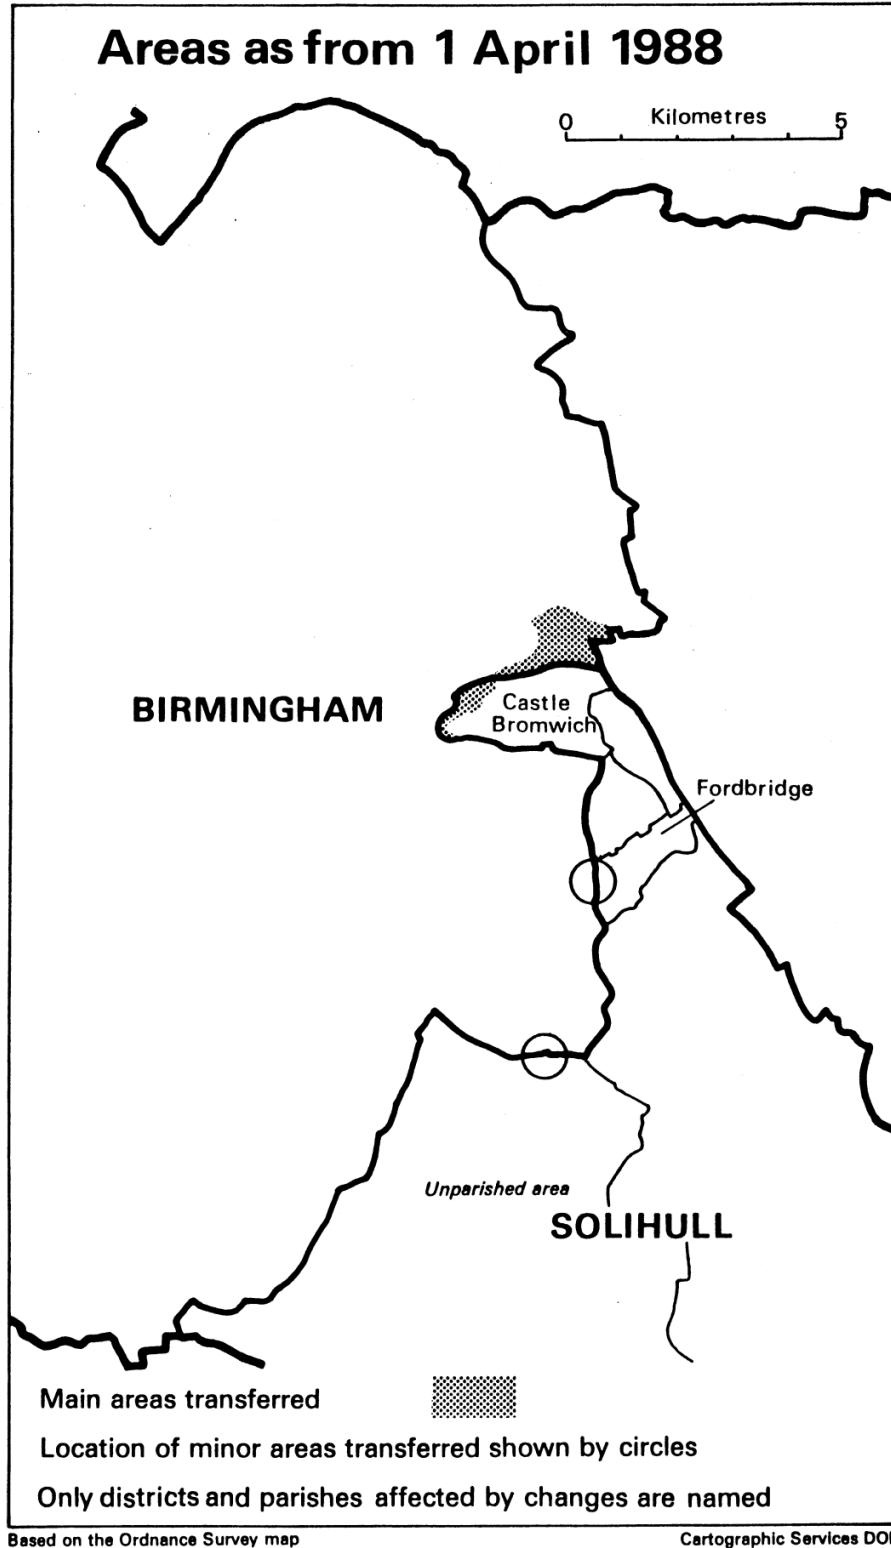 Areas as from 1 April 1988
Kilometres
0 5
BIRMINGHAM
Castle
Bromwich
Fordbridge
Unparished area
SOLIHULL
Main areas transferred
Location of minor areas transferred shown by circles
Only districts and parishes affected by changes are named
Based on the Ordnance Survey map
Cartographic Services